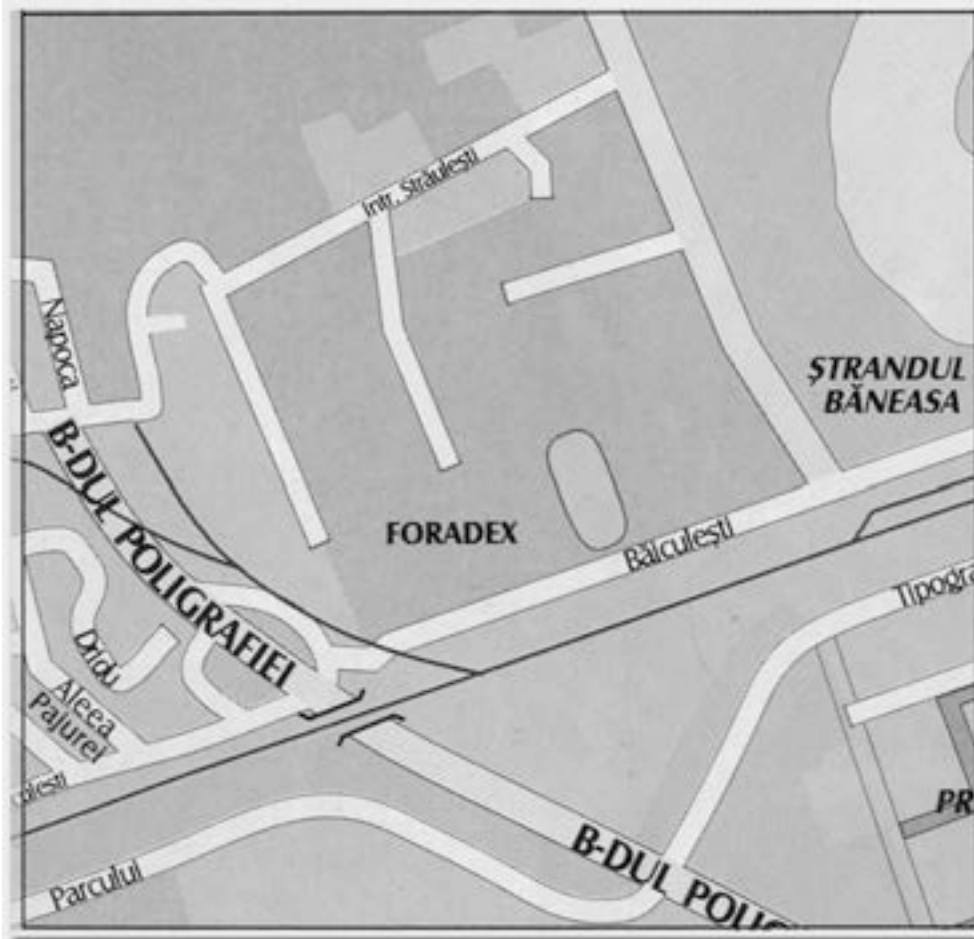 Intr. Străulești
Napoca
ȘTRANDUL
BĂNEASA
B-DUL POLIGRAFIEI
FORADEX
Bălculești
Tipogra
Dridu
Aleea
Pajurei
culești
PR
Parcului
B-DUL POLIG